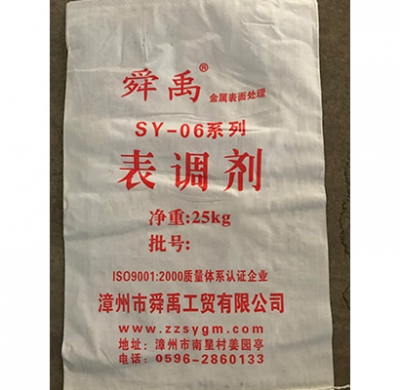 舜禹® 金属表面处理
SY-06系列
表调剂
净重:25kg
批号:
ISO9001:2000质量体系认证企业
漳州市舜禹工贸有限公司
www.zzsygm.com
地址: 漳州市南星村美园亭
电话: 0596-2860133